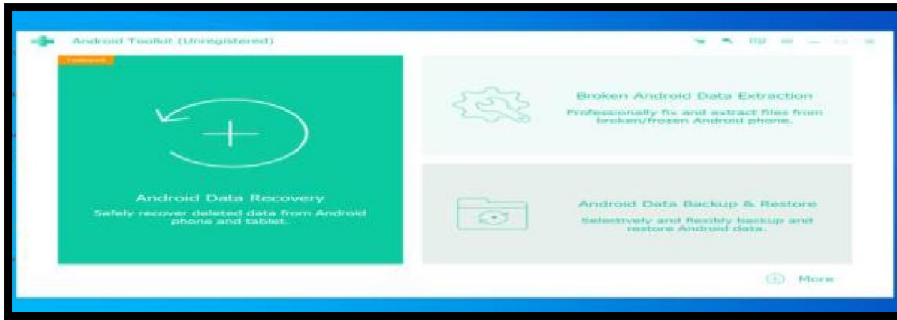 Android Toolkit (Unregistered)
Android Data Recovery
Safely recover deleted data from Android
phone and tablet.
Broken Android Data Extraction
Professionally fix and extract files from
broken/frozen Android phone.
Android Data Backup & Restore
Selectively and flexibly backup and
restore Android data.
More